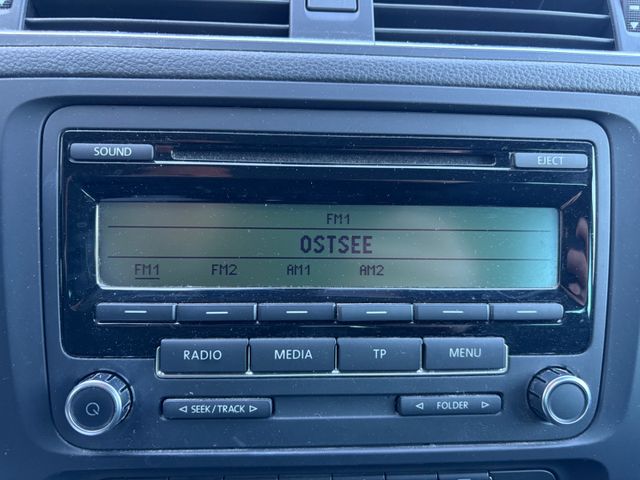 SOUND
EJECT
FM1
OSTSEE
FM1 FM2 AM1 AM2
RADIO MEDIA TP MENU
SEEK/TRACK FOLDER